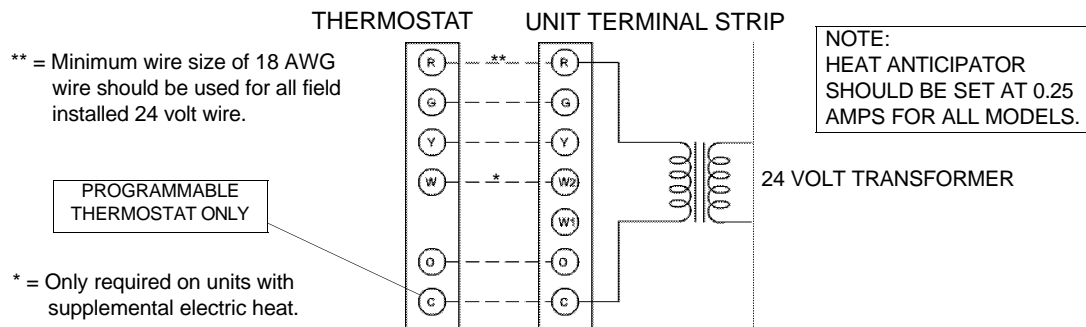 THERMOSTAT
UNIT TERMINAL STRIP
** = Minimum wire size of 18 AWG
wire should be used for all field
installed 24 volt wire.
PROGRAMMABLE
THERMOSTAT ONLY
* = Only required on units with
supplemental electric heat.
R
G
Y
W
O
C
**
*
R
G
Y
W2
W1
O
C
24 VOLT TRANSFORMER
NOTE:
HEAT ANTICIPATOR
SHOULD BE SET AT 0.25
AMPS FOR ALL MODELS.